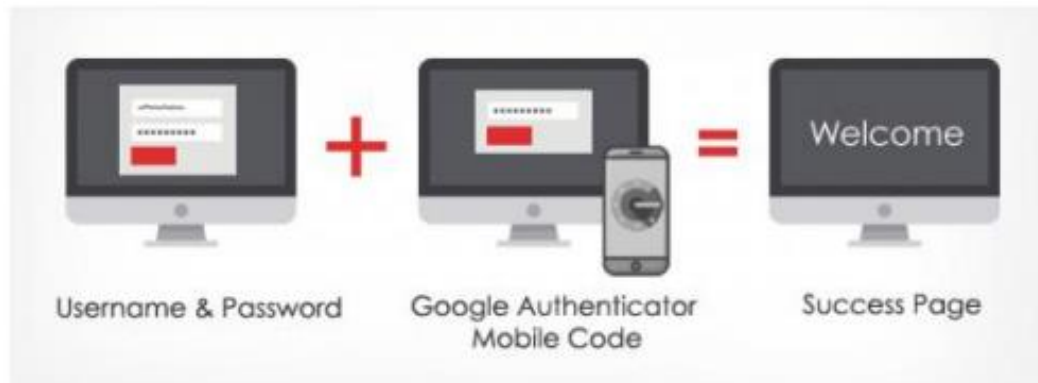 Welcome
Username & Password
Google Authenticator
Mobile Code
Success Page